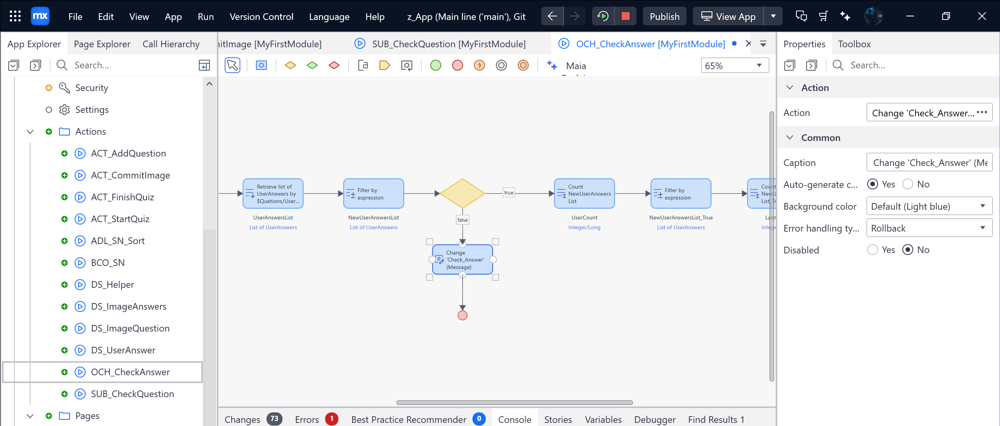 mx
File Edit View App Run Version Control Language Help z_App (Main line ('main'), Git Publish View App
App Explorer Page Explorer Call Hierarchy
Search...
Security
Settings
Actions
ACT_AddQuestion
ACT_CommitImage
ACT_FinishQuiz
ACT_StartQuiz
ADL_SN_Sort
BCO_SN
DS_Helper
DS_ImageAnswers
DS_ImageQuestion
DS_UserAnswer
OCH_CheckAnswer
SUB_CheckQuestion
Pages
itImage [MyFirstModule] SUB_CheckQuestion [MyFirstModule] OCH_CheckAnswer [MyFirstModule]
Maia
65%
Retrieve list of
UserAnswers by
$Quetions/User...
UserAnswersList
List of UserAnswers
Filter by
expression
NewUserAnswersList
List of UserAnswers
true
false
Change
'Check_Answer'
(Message)
Count
NewUserAnswers
List
UserCount
Integer/Long
Filter by
expression
NewUserAnswersList_True
List of UserAnswers
Changes 73 Errors 1 Best Practice Recommender 0 Console Stories Variables Debugger Find Results 1
Properties Toolbox
Search...
Action
Action Change 'Check_Answer... •••
Common
Caption Change 'Check_Answer' (Me
Auto-generate c... Yes No
Background color Default (Light blue)
Error handling ty... Rollback
Disabled Yes No